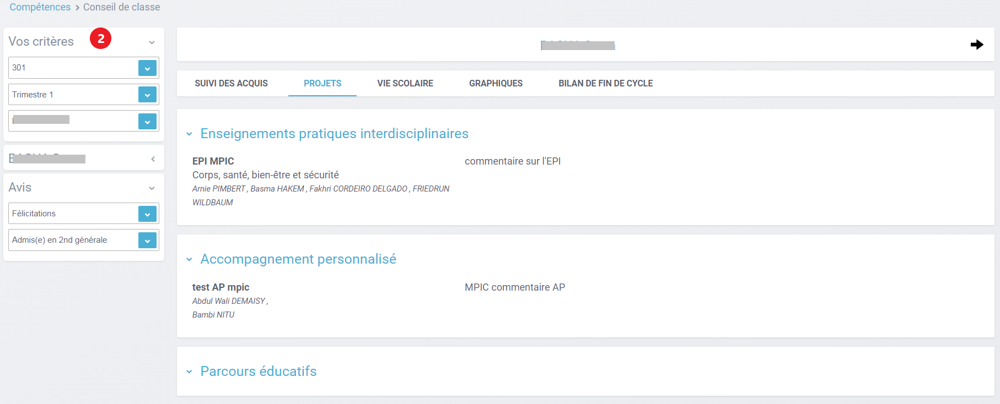 Compétences > Conseil de classe
Vos critères
2
301
Trimestre 1
Avis
Félicitations
Admis(e) en 2nd générale
SUIVI DES ACQUIS
PROJETS
VIE SCOLAIRE
GRAPHIQUES
BILAN DE FIN DE CYCLE
Enseignements pratiques interdisciplinaires
EPI MPIC
commentaire sur l'EPI
Corps, santé, bien-être et sécurité
Arnie PIMBERT , Basma HAKEM , Fakhri CORDEIRO DELGADO , FRIEDRUN
WILDBAUM
Accompagnement personnalisé
test AP mpic
MPIC commentaire AP
Abdul Wali DEMAISY ,
Bambi NITU
Parcours éducatifs